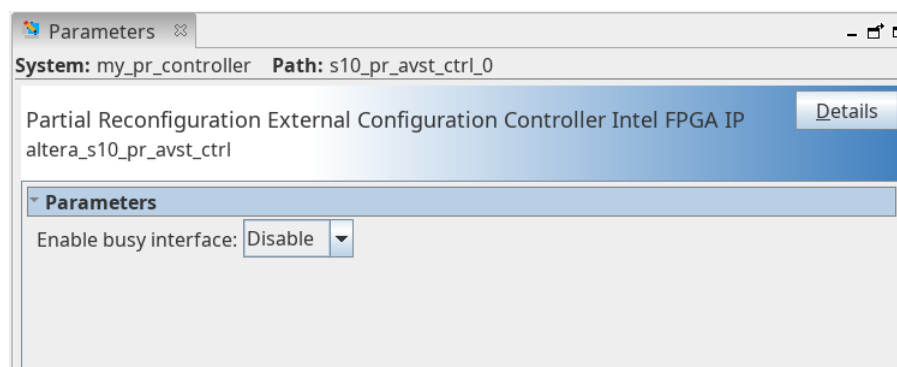 Parameters
System: my_pr_controller Path: s10_pr_avst_ctrl_0
Partial Reconfiguration External Configuration Controller Intel FPGA IP
Details
altera_s10_pr_avst_ctrl
Parameters
Enable busy interface: Disable